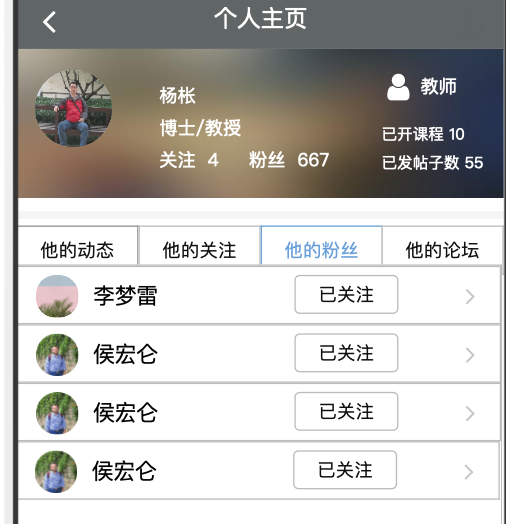 个人主页
杨枨
教师
博士/教授
已开课程 10
关注 4 粉丝 667
已发帖子数 55
他的动态 他的关注 他的粉丝 他的论坛
李梦雷 已关注
侯宏仑 已关注
侯宏仑 已关注
侯宏仑 已关注